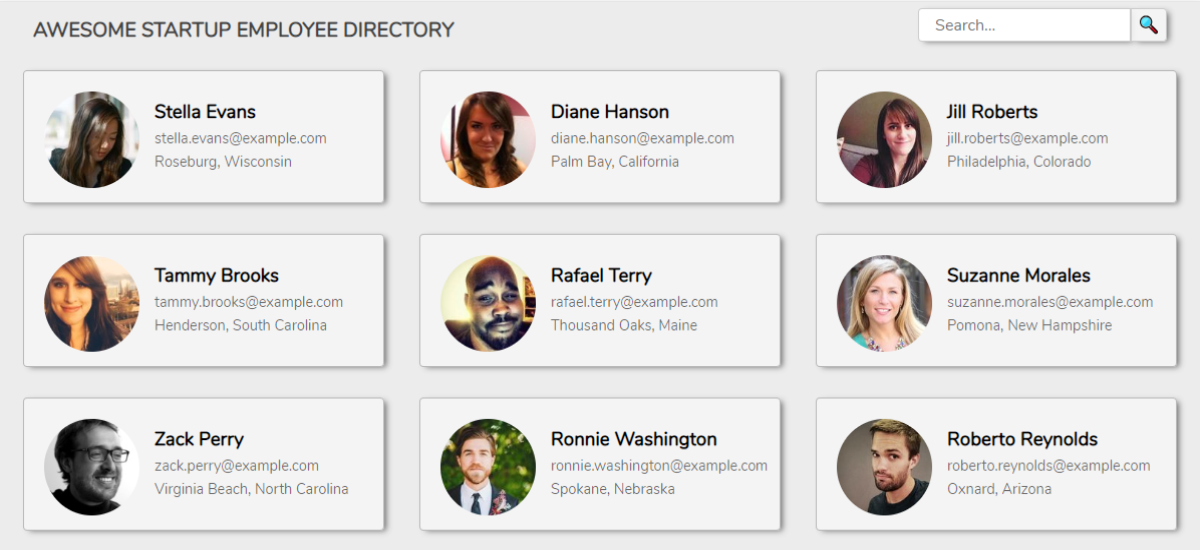 AWESOME STARTUP EMPLOYEE DIRECTORY
Search...
Stella Evans
stella.evans@example.com
Roseburg, Wisconsin
Diane Hanson
diane.hanson@example.com
Palm Bay, California
Jill Roberts
jill.roberts@example.com
Philadelphia, Colorado
Tammy Brooks
tammy.brooks@example.com
Henderson, South Carolina
Rafael Terry
rafael.terry@example.com
Thousand Oaks, Maine
Suzanne Morales
suzanne.morales@example.com
Pomona, New Hampshire
Zack Perry
zack.perry@example.com
Virginia Beach, North Carolina
Ronnie Washington
ronnie.washington@example.com
Spokane, Nebraska
Roberto Reynolds
roberto.reynolds@example.com
Oxnard, Arizona